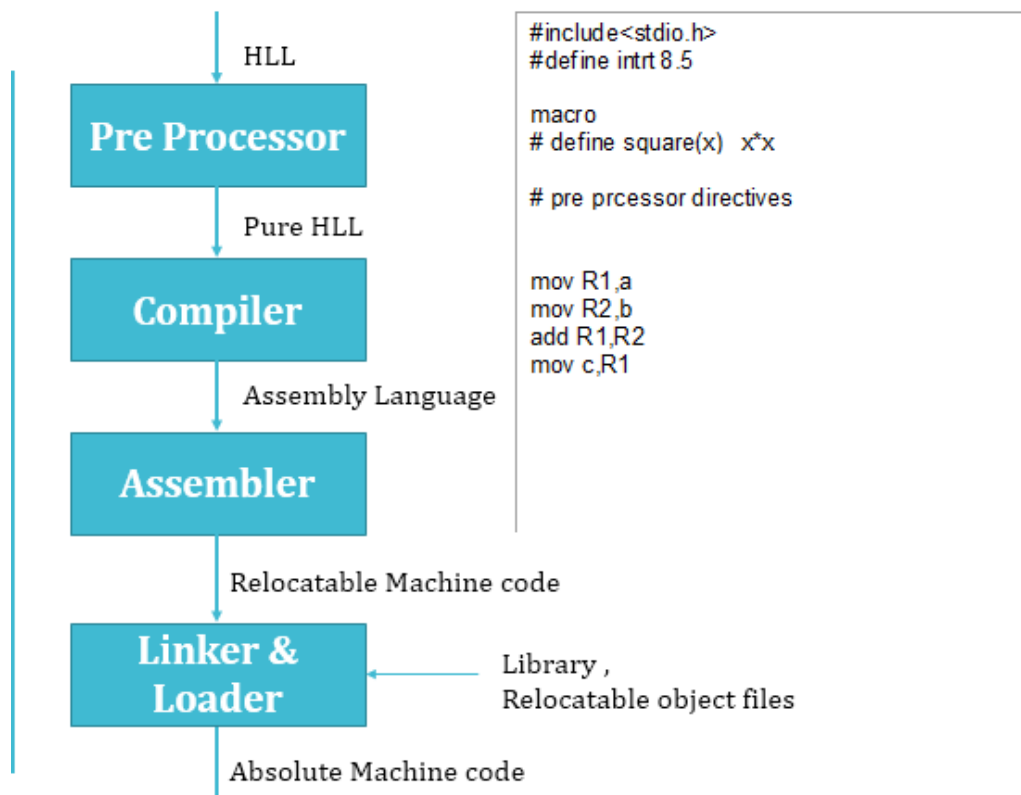 HLL
Pre Processor
Pure HLL
Compiler
Assembly Language
Assembler
Relocatable Machine code
Linker &
Loader
Library ,
Relocatable object files
Absolute Machine code
#include<stdio.h>
#define intrt 8.5
macro
# define square(x) x*x
# pre prcessor directives
mov R1,a
mov R2,b
add R1,R2
mov c,R1